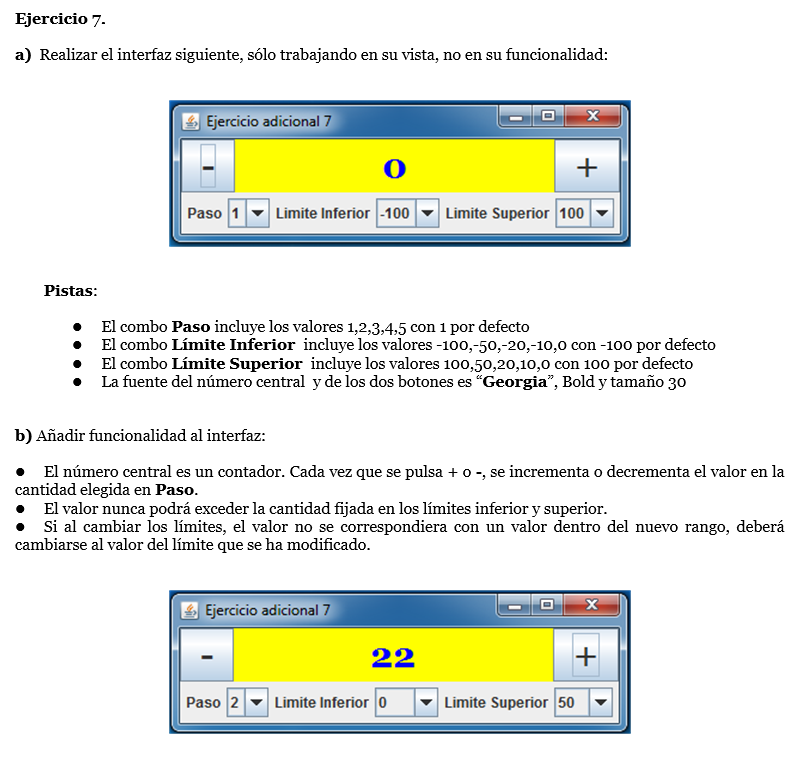 Ejercicio 7.
a) Realizar el interfaz siguiente, sólo trabajando en su vista, no en su funcionalidad:
Ejercicio adicional 7
- 0 +
Paso 1 Limite Inferior -100 Limite Superior 100
Pistas:
● El combo Paso incluye los valores 1,2,3,4,5 con 1 por defecto
● El combo Límite Inferior incluye los valores -100,-50,-20,-10,0 con -100 por defecto
● El combo Límite Superior incluye los valores 100,50,20,10,0 con 100 por defecto
● La fuente del número central y de los dos botones es “Georgia”, Bold y tamaño 30
b) Añadir funcionalidad al interfaz:
● El número central es un contador. Cada vez que se pulsa + o -, se incrementa o decrementa el valor en la
cantidad elegida en Paso.
● El valor nunca podrá exceder la cantidad fijada en los límites inferior y superior.
● Si al cambiar los límites, el valor no se correspondiera con un valor dentro del nuevo rango, deberá
cambiarse al valor del límite que se ha modificado.
Ejercicio adicional 7
- 22 +
Paso 2 Limite Inferior 0 Limite Superior 50